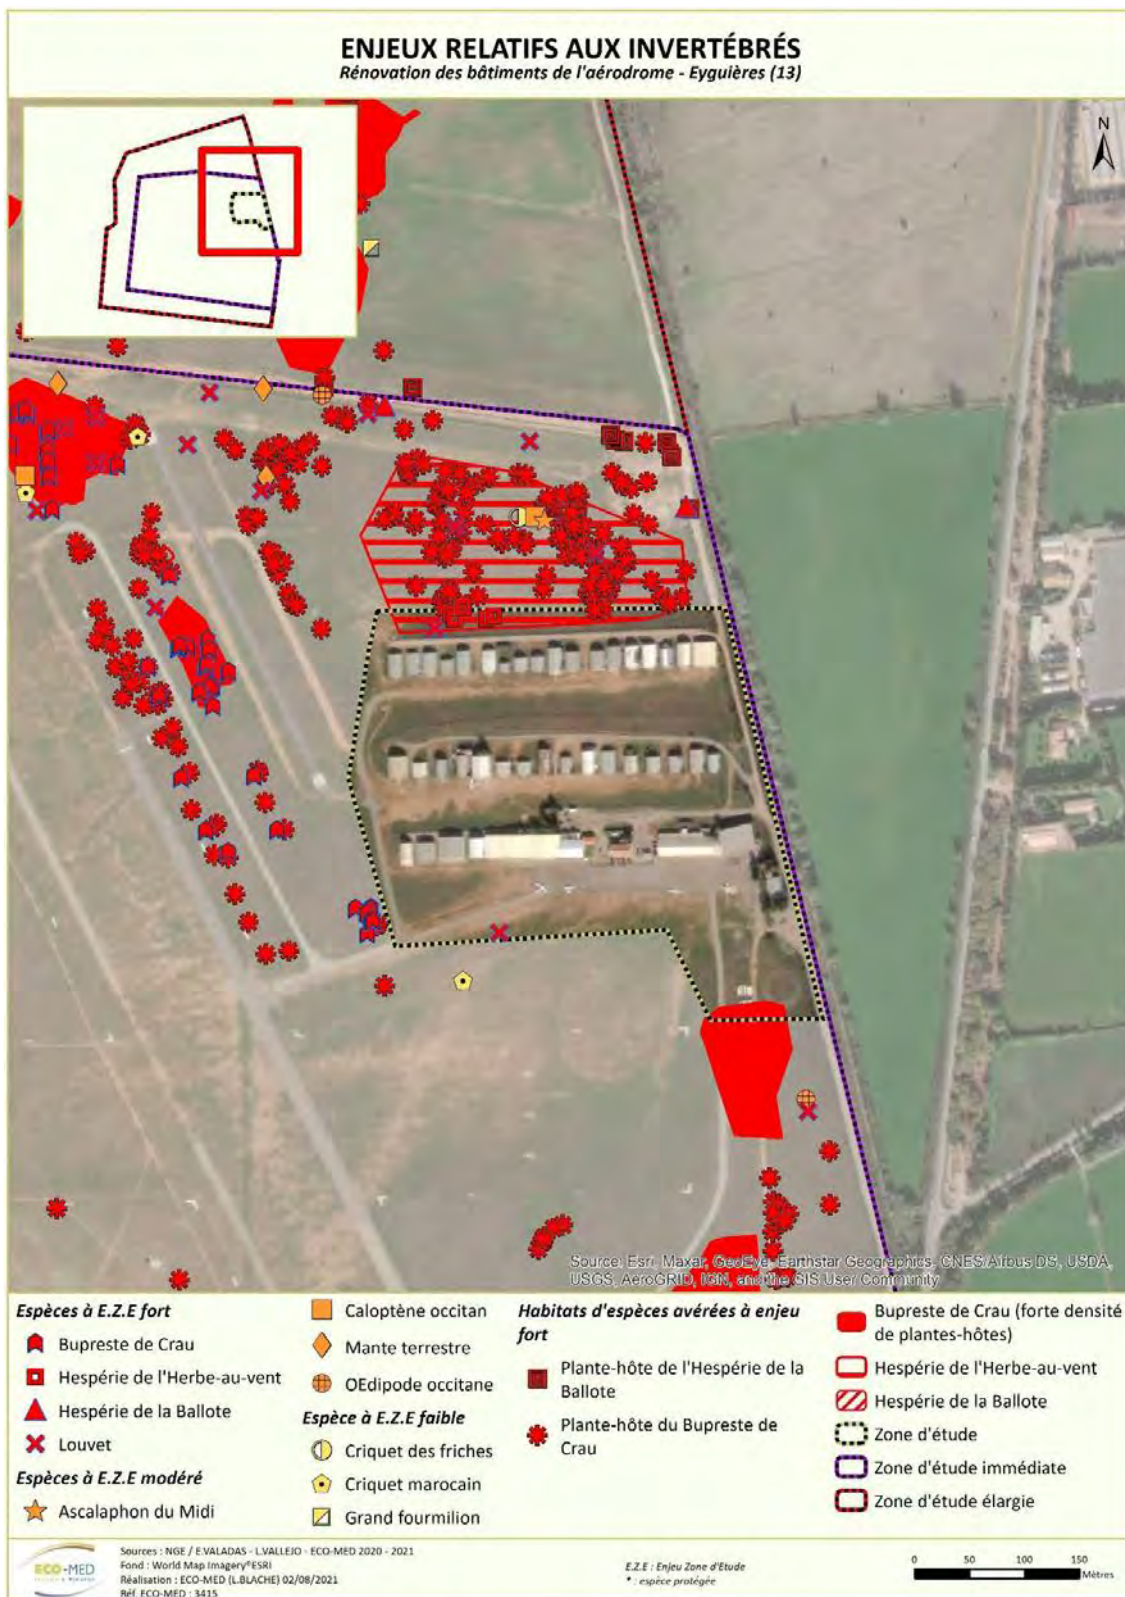 ENJEUX RELATIFS AUX INVERTÉBRÉS
Rénovation des bâtiments de l'aérodrome - Eyguières (13)
N
Source: Esri, Maxar, GeoEye, Earthstar Geographics, CNES/Airbus DS, USDA,
USGS, AeroGRID, IGN, and the GIS User Community
Espèces à E.Z.E fort
Bupreste de Crau
Hespérie de l'Herbe-au-vent
Hespérie de la Ballote
Louvet
Espèces à E.Z.E modéré
Ascalaphon du Midi
Caloptène occitan
Mante terrestre
OEdipode occitane
Espèce à E.Z.E faible
Criquet des friches
Criquet marocain
Grand fourmilion
Habitats d'espèces avérées à enjeu
fort
Plante-hôte de l'Hespérie de la
Ballote
Plante-hôte du Bupreste de
Crau
Bupreste de Crau (forte densité
de plantes-hôtes)
Hespérie de l'Herbe-au-vent
Hespérie de la Ballote
Zone d'étude
Zone d'étude immédiate
Zone d'étude élargie
ECO-MED
Sources : NGE / E.VALADAS - L.VALLEJO - ECO-MED 2020 - 2021
Fond : World Map Imagery®ESRI
Réalisation : ECO-MED (L.BLACHE) 02/08/2021
Réf. ECO-MED : 3415
E.Z.E : Enjeu Zone d'Etude
* : espèce protégée
0 50 100 150
Mètres